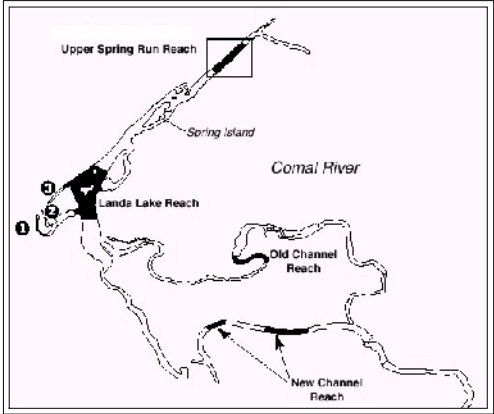 Upper Spring Run Reach
Spring Island
Comal River
3
Landa Lake Reach
2
1
Old Channel
Reach
New Channel
Reach